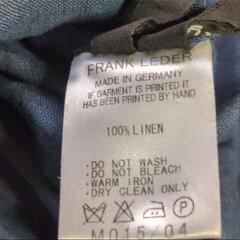 FRANK LEDER
MADE IN GERMANY
IF GARMENT IS PRINTED IT
HAS BEEN PRINTED BY HAND
100% LINEN
· DO NOT WASH
· DO NOT BLEACH
· WARM IRON
· DRY CLEAN ONLY
M015/04